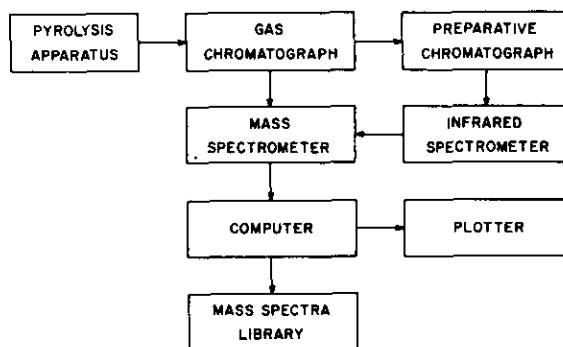 PYROLYSIS
APPARATUS
GAS
CHROMATOGRAPH
PREPARATIVE
CHROMATOGRAPH
MASS
SPECTROMETER
INFRARED
SPECTROMETER
COMPUTER
PLOTTER
MASS SPECTRA
LIBRARY